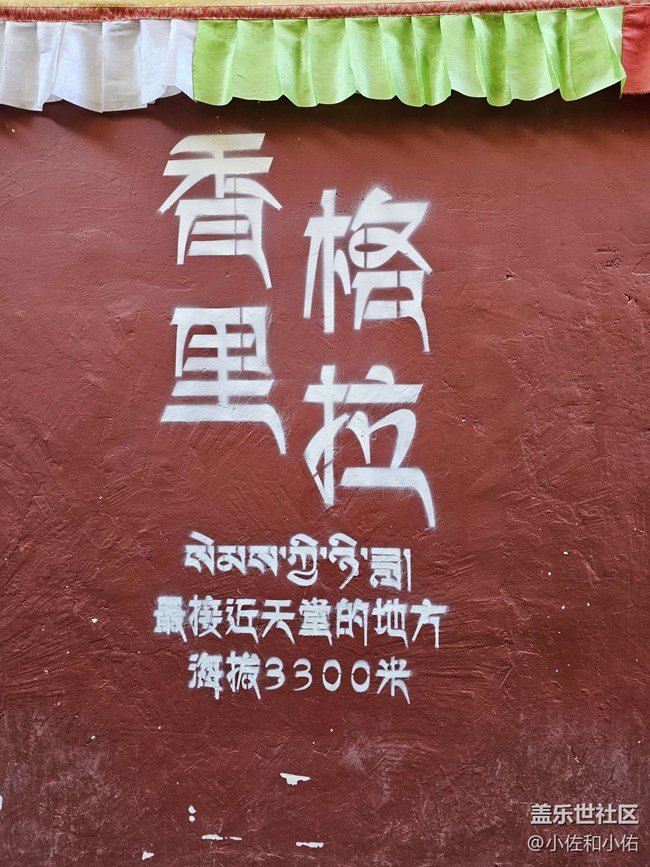 香里
格拉
སེམས་ཀྱི་ཉི་ཟླ།
最接近天堂的地方
海拔3300米
盖乐世社区
@小佐和小佑